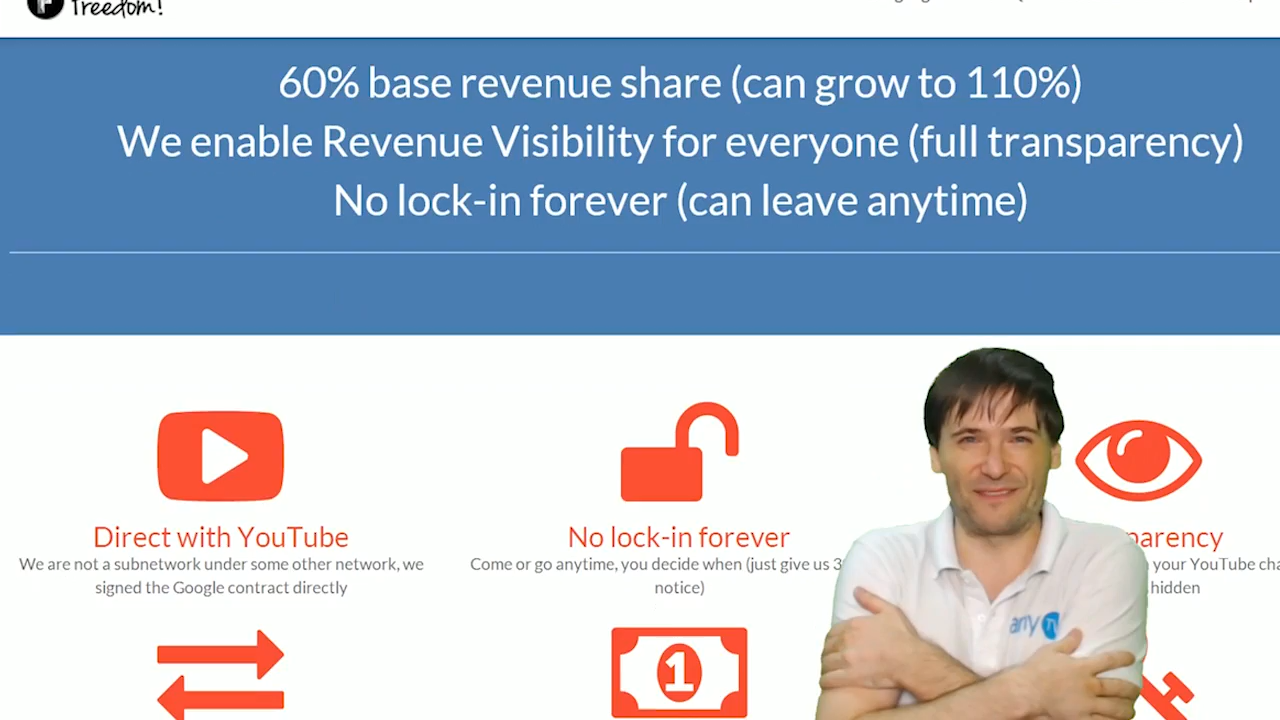 Freedom!
60% base revenue share (can grow to 110%)
We enable Revenue Visibility for everyone (full transparency)
No lock-in forever (can leave anytime)
Direct with YouTube
We are not a subnetwork under some other network, we
signed the Google contract directly
No lock-in forever
Come or go anytime, you decide when (just give us 3
notice)
parency
your YouTube cha
hidden
1
any TV